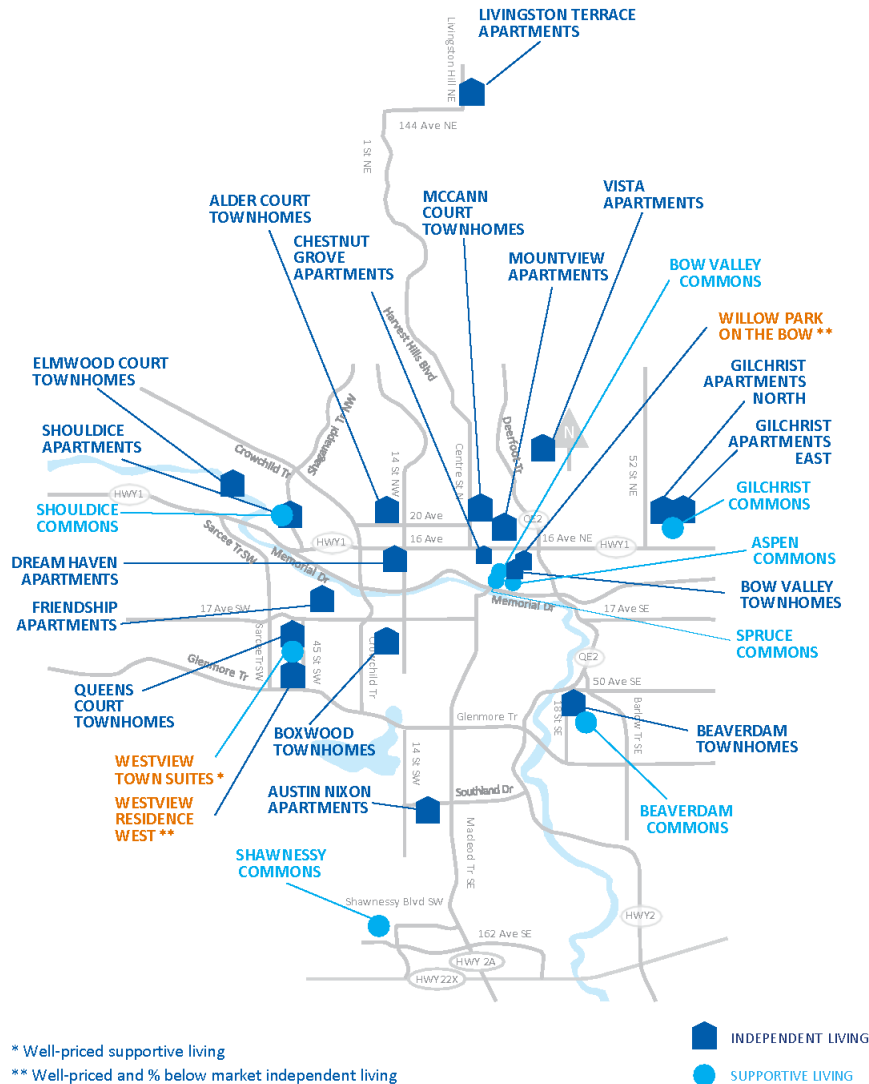 LIVINGSTON TERRACE
APARTMENTS
Livingston Hill NE
144 Ave NE
1 St NE
ALDER COURT
TOWNHOMES
CHESTNUT
GROVE
APARTMENTS
MCCANN
COURT
TOWNHOMES
VISTA
APARTMENTS
MOUNTVIEW
APARTMENTS
BOW VALLEY
COMMONS
WILLOW PARK
ON THE BOW **
Harvest Hills Blvd
ELMWOOD COURT
TOWNHOMES
GILCHRIST
APARTMENTS
NORTH
GILCHRIST
APARTMENTS
EAST
SHOULDICE
APARTMENTS
Crowchild Tr
Shaganappi Tr NW
14 St NW
Centre St N
Deerfoot Tr
N
52 St NE
GILCHRIST
COMMONS
HWY1
SHOULDICE
COMMONS
Sarcee Tr SW
20 Ave
QE2
HWY1
16 Ave
16 Ave NE
HWY1
ASPEN
COMMONS
DREAM HAVEN
APARTMENTS
Memorial Dr
BOW VALLEY
TOWNHOMES
FRIENDSHIP
APARTMENTS
17 Ave SW
Memorial Dr
17 Ave SE
SPRUCE
COMMONS
Sarcee Tr SW
45 St SW
Crowchild Tr
Glenmore Tr
QE2
50 Ave SE
QUEENS
COURT
TOWNHOMES
BOXWOOD
TOWNHOMES
Glenmore Tr
18 St SE
Barlow Tr SE
BEAVERDAM
TOWNHOMES
WESTVIEW
TOWN SUITES *
14 St SW
WESTVIEW
RESIDENCE
WEST **
AUSTIN NIXON
APARTMENTS
Southland Dr
BEAVERDAM
COMMONS
Macleod Tr SE
SHAWNESSY
COMMONS
Shawnessy Blvd SW
HWY2
162 Ave SE
HWY 2A
HWY22X
* Well-priced supportive living
** Well-priced and % below market independent living
INDEPENDENT LIVING
SUPPORTIVE LIVING